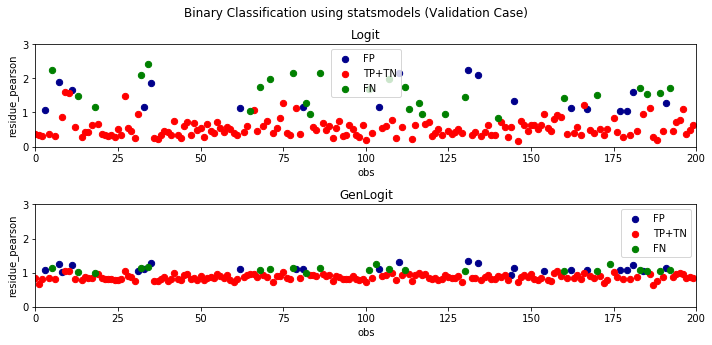 Binary Classification using statsmodels (Validation Case)
Logit
residue_pearson
3
2
1
0
FP
TP+TN
FN
0 25 50 75 100 125 150 175 200
obs
GenLogit
residue_pearson
3
2
1
0
FP
TP+TN
FN
0 25 50 75 100 125 150 175 200
obs